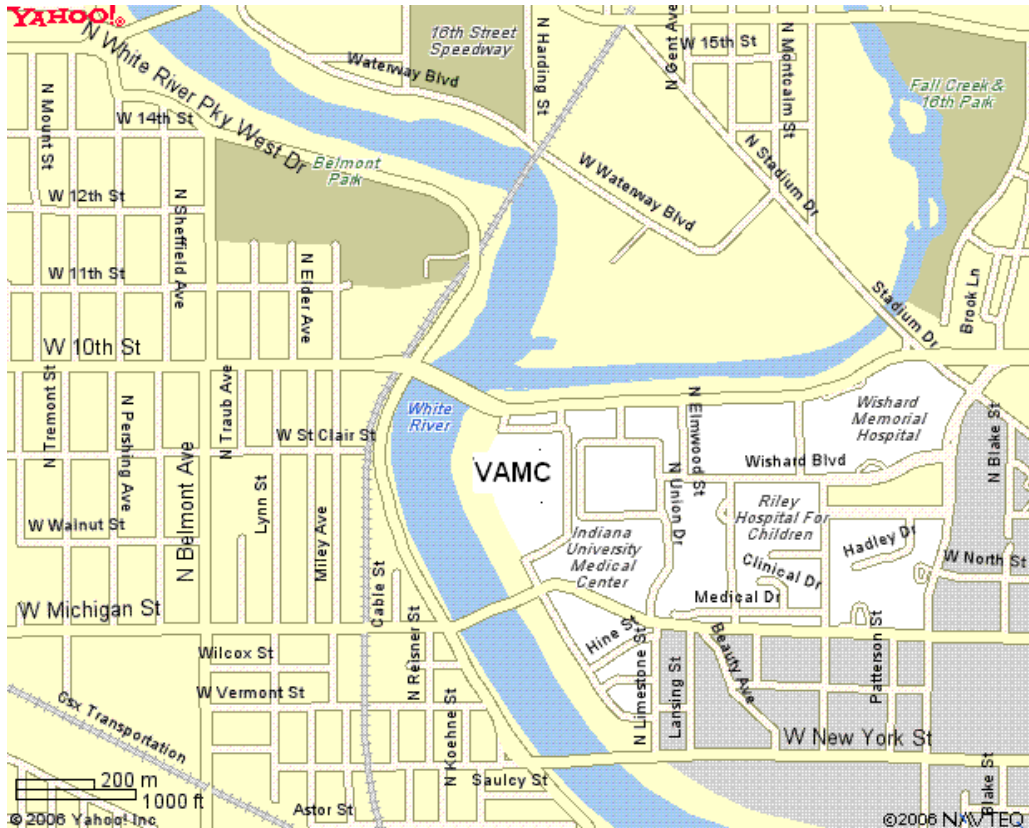 YAHOO!®
N White River Pky West Dr
16th Street
Speedway
N Harding St
N Gent Ave
W 15th St
N Montcalm St
Waterway Blvd
Fall Creek &
16th Park
N Mount St
W 14th St
Belmont
Park
N Stadium Dr
W 12th St
N Sheffield Ave
W Waterway Blvd
W 11th St
N Elder Ave
Stadium Dr
Brook Ln
W 10th St
N Tremont St
N Pershing Ave
N Traub Ave
White
River
N Elmwood St
Wishard
Memorial
Hospital
N Blake St
W St Clair St
N Belmont Ave
Lynn St
VAMC
Wishard Blvd
N Union Dr
Riley
Hospital For
Children
W Walnut St
Miley Ave
Indiana
University
Medical
Center
Hadley Dr
Clinical Dr
W North St
Cable St
Medical Dr
W Michigan St
N Reisner St
Hine St
Beauty Ave
Patterson St
Wilcox St
N Limestone St
Lansing St
W Vermont St
Csx Transportation
N Koehne St
W New York St
200 m
1000 ft
Saulcy St
Blake St
Astor St
© 2006 Yahoo! Inc
©2006 NAVTEQ